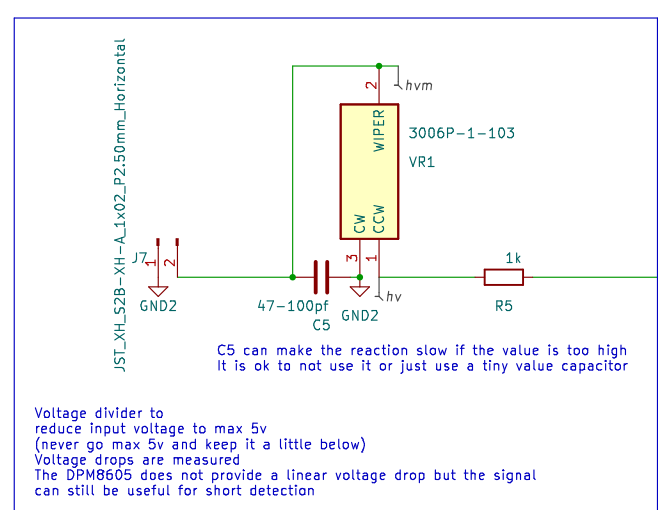 JST_XH_S2B-XH-A_1x02_P2.50mm_Horizontal
2
hvm
WIPER
3006P-1-103
VR1
CW
CCW
J7
1
2
3
1
1k
GND2
47-100pf
C5
GND2
hv
R5
C5 can make the reaction slow if the value is too high
It is ok to not use it or just use a tiny value capacitor
Voltage divider to
reduce input voltage to max 5v
(never go max 5v and keep it a little below)
Voltage drops are measured
The DPM8605 does not provide a linear voltage drop but the signal
can still be useful for short detection